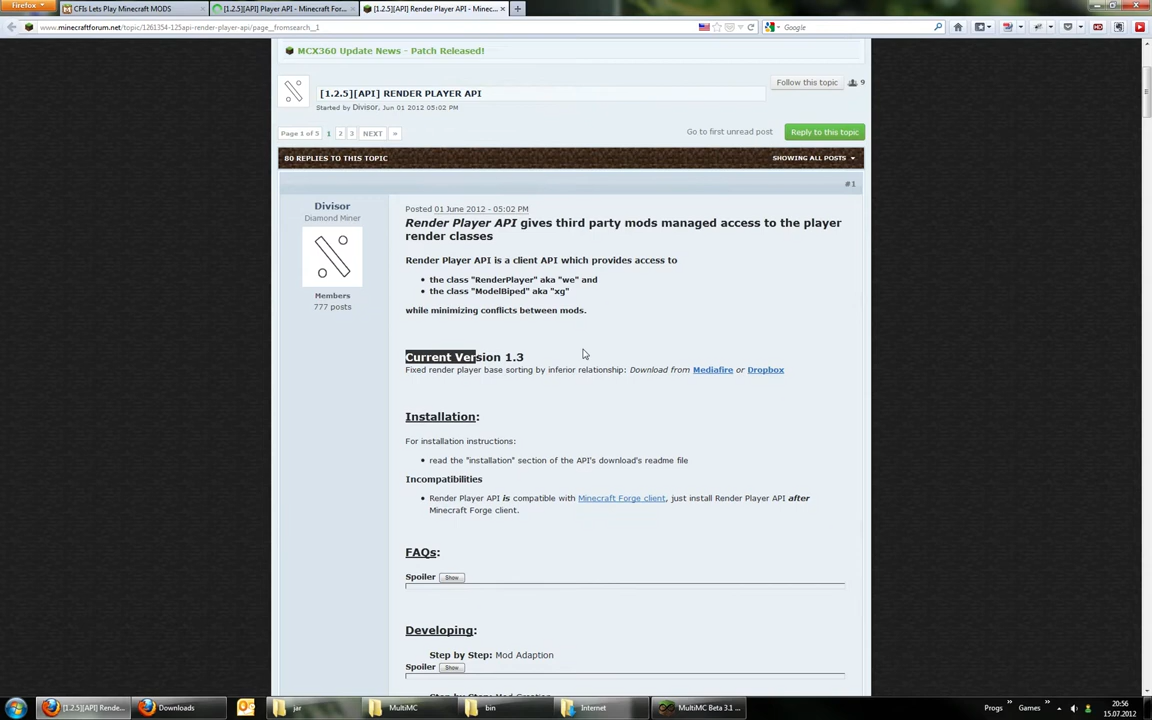 Firefox
CFIs Lets Play Minecraft MODS
[1.2.5][API] Player API - Minecraft For...
[1.2.5][API] Render Player API - Minec...
www.minecraftforum.net/topic/1261354-125api-render-player-api/page__fromsearch__1
Google
MCX360 Update News - Patch Released!
[1.2.5][API] RENDER PLAYER API
Started by Divisor, Jun 01 2012 05:02 PM
Follow this topic
9
Page 1 of 5
1
2
3
NEXT
»
Go to first unread post
Reply to this topic
80 REPLIES TO THIS TOPIC
SHOWING ALL POSTS
#1
Divisor
Diamond Miner
Members
777 posts
Posted 01 June 2012 - 05:02 PM
Render Player API gives third party mods managed access to the player
render classes
Render Player API is a client API which provides access to
• the class "RenderPlayer" aka "we" and
• the class "ModelBiped" aka "xg"
while minimizing conflicts between mods.
Current Version 1.3
Fixed render player base sorting by inferior relationship: Download from Mediafire or Dropbox
Installation:
For installation instructions:
• read the "installation" section of the API's download's readme file
Incompatibilities
• Render Player API is compatible with Minecraft Forge client, just install Render Player API after
Minecraft Forge client.
FAQs:
Spoiler Show
Developing:
Step by Step: Mod Adaption
Spoiler Show
Step by Step: Mod Creation
[1.2.5][API] Rende...
Downloads
jar
MultiMC
bin
Internet
MultiMC Beta 3.1 ...
Progs
»
Games
»
20:56
15.07.2012